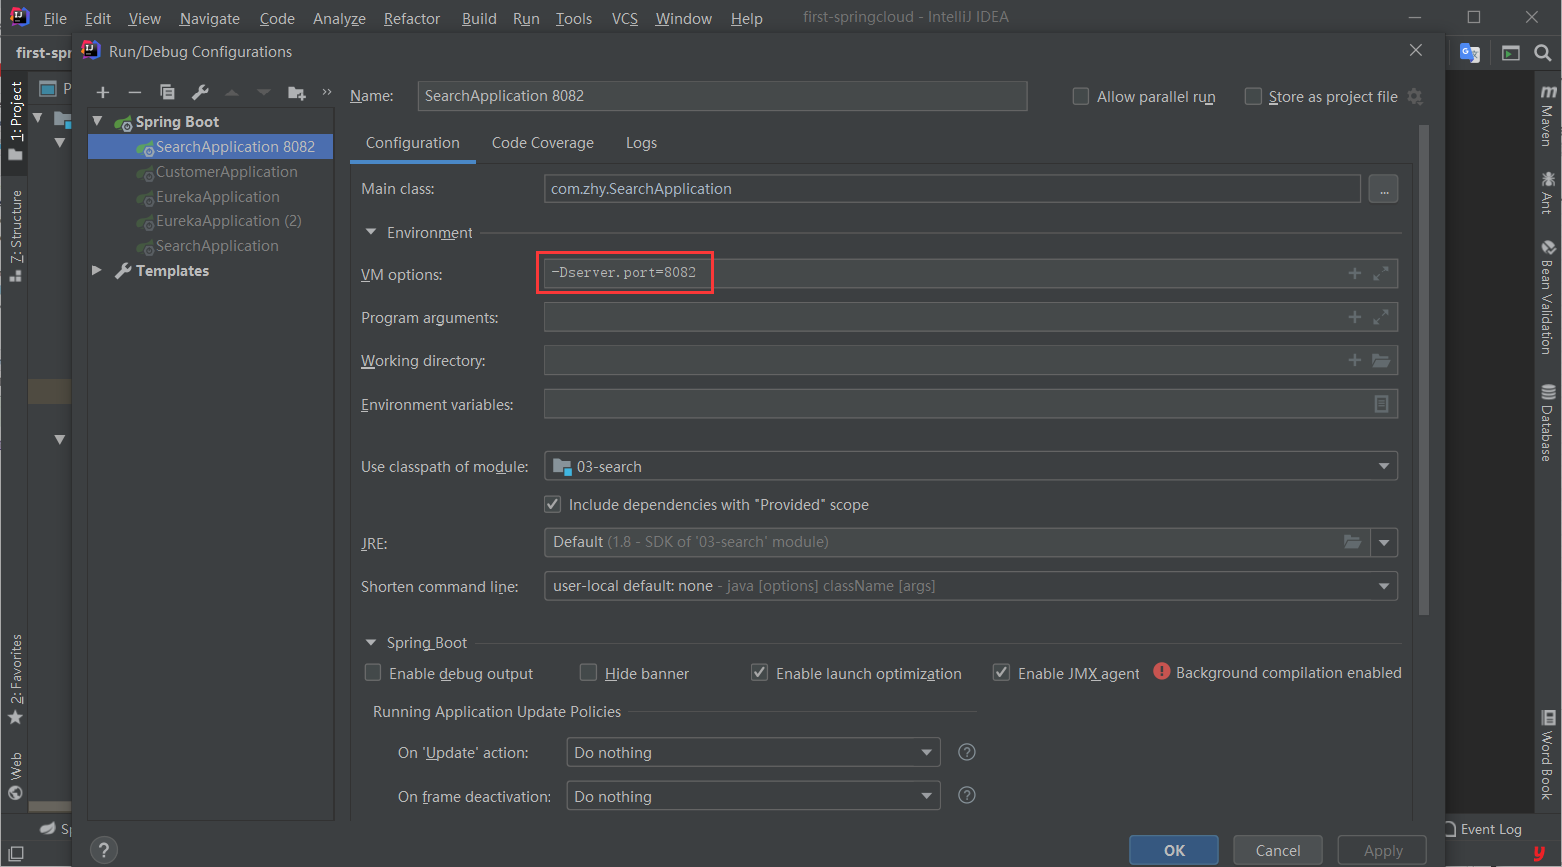 File Edit View Navigate Code Analyze Refactor Build Run Tools VCS Window Help first-springcloud - IntelliJ IDEA
first-spr
Run/Debug Configurations
1: Project
7: Structure
2: Favorites
Web
P
Name: SearchApplication 8082
Allow parallel run
Store as project file
Spring Boot
SearchApplication 8082
CustomerApplication
EurekaApplication
EurekaApplication (2)
SearchApplication
Templates
Configuration Code Coverage Logs
Main class: com.zhy.SearchApplication ...
Environment
VM options: -Dserver.port=8082
Program arguments:
Working directory:
Environment variables:
Use classpath of module: 03-search
Include dependencies with "Provided" scope
JRE: Default (1.8 - SDK of '03-search' module)
Shorten command line: user-local default: none - java [options] className [args]
Spring Boot
Enable debug output Hide banner Enable launch optimization Enable JMX agent Background compilation enabled
Running Application Update Policies
On 'Update' action: Do nothing
On frame deactivation: Do nothing
OK Cancel Apply
Maven
Ant
Bean Validation
Database
Word Book
Sp
Event Log